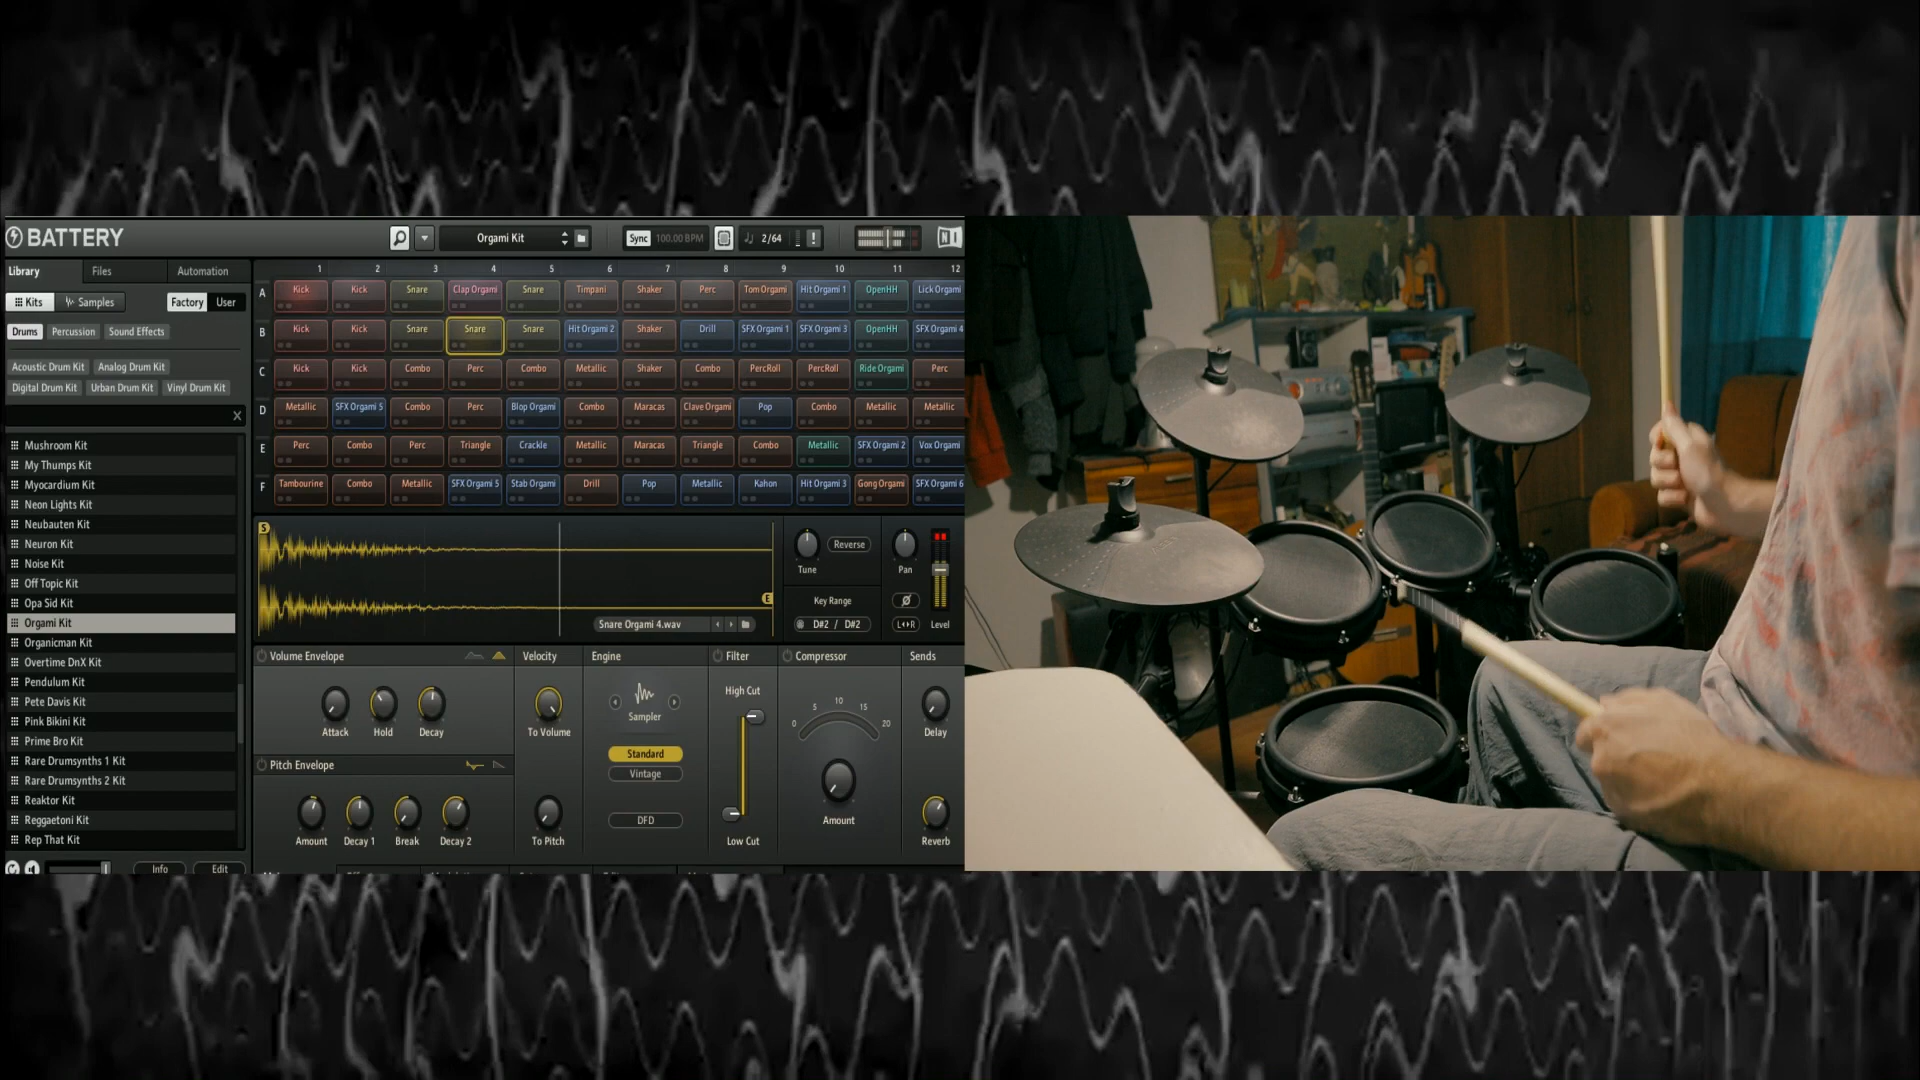 BATTERY
Orgami Kit
Sync 100.00 BPM
2/64
!
NI
Library Files Automation
Kits Samples Factory User
Drums Percussion Sound Effects
Acoustic Drum Kit Analog Drum Kit
Digital Drum Kit Urban Drum Kit Vinyl Drum Kit
X
Mushroom Kit
My Thumps Kit
Myocardium Kit
Neon Lights Kit
Neubauten Kit
Neuron Kit
Noise Kit
Off Topic Kit
Opa Sid Kit
Orgami Kit
Organicman Kit
Overtime DnX Kit
Pendulum Kit
Pete Davis Kit
Pink Bikini Kit
Prime Bro Kit
Rare Drumsynths 1 Kit
Rare Drumsynths 2 Kit
Reaktor Kit
Reggaetoni Kit
Rep That Kit
Info Edit
1 2 3 4 5 6 7 8 9 10 11 12
A Kick Kick Snare Clap Orgami Snare Timpani Shaker Perc Tom Orgami Hit Orgami 1 OpenHH Lick Orgami
B Kick Kick Snare Snare Snare Hit Orgami 2 Shaker Drill SFX Orgami 1 SFX Orgami 3 OpenHH SFX Orgami 4
C Kick Kick Combo Perc Combo Metallic Shaker Combo PercRoll PercRoll Ride Orgami Perc
D Metallic SFX Orgami 5 Combo Perc Blop Orgami Combo Maracas Clave Orgami Pop Combo Metallic Metallic
E Perc Combo Perc Triangle Crackle Metallic Maracas Triangle Combo Metallic SFX Orgami 2 Vox Orgami
F Tambourine Combo Metallic SFX Orgami 5 Stab Orgami Drill Pop Metallic Kahon Hit Orgami 3 Gong Orgami SFX Orgami 6
S
E
Snare Orgami 4.wav
Tune Reverse
Key Range
D#2 / D#2
Pan
Ø
L↔R Level
Volume Envelope
Attack Hold Decay
Pitch Envelope
Amount Decay 1 Break Decay 2
Velocity
To Volume
To Pitch
Engine
Sampler
Standard
Vintage
DFD
Filter
High Cut
Low Cut
Compressor
0 5 10 15 20
Amount
Sends
Delay
Reverb